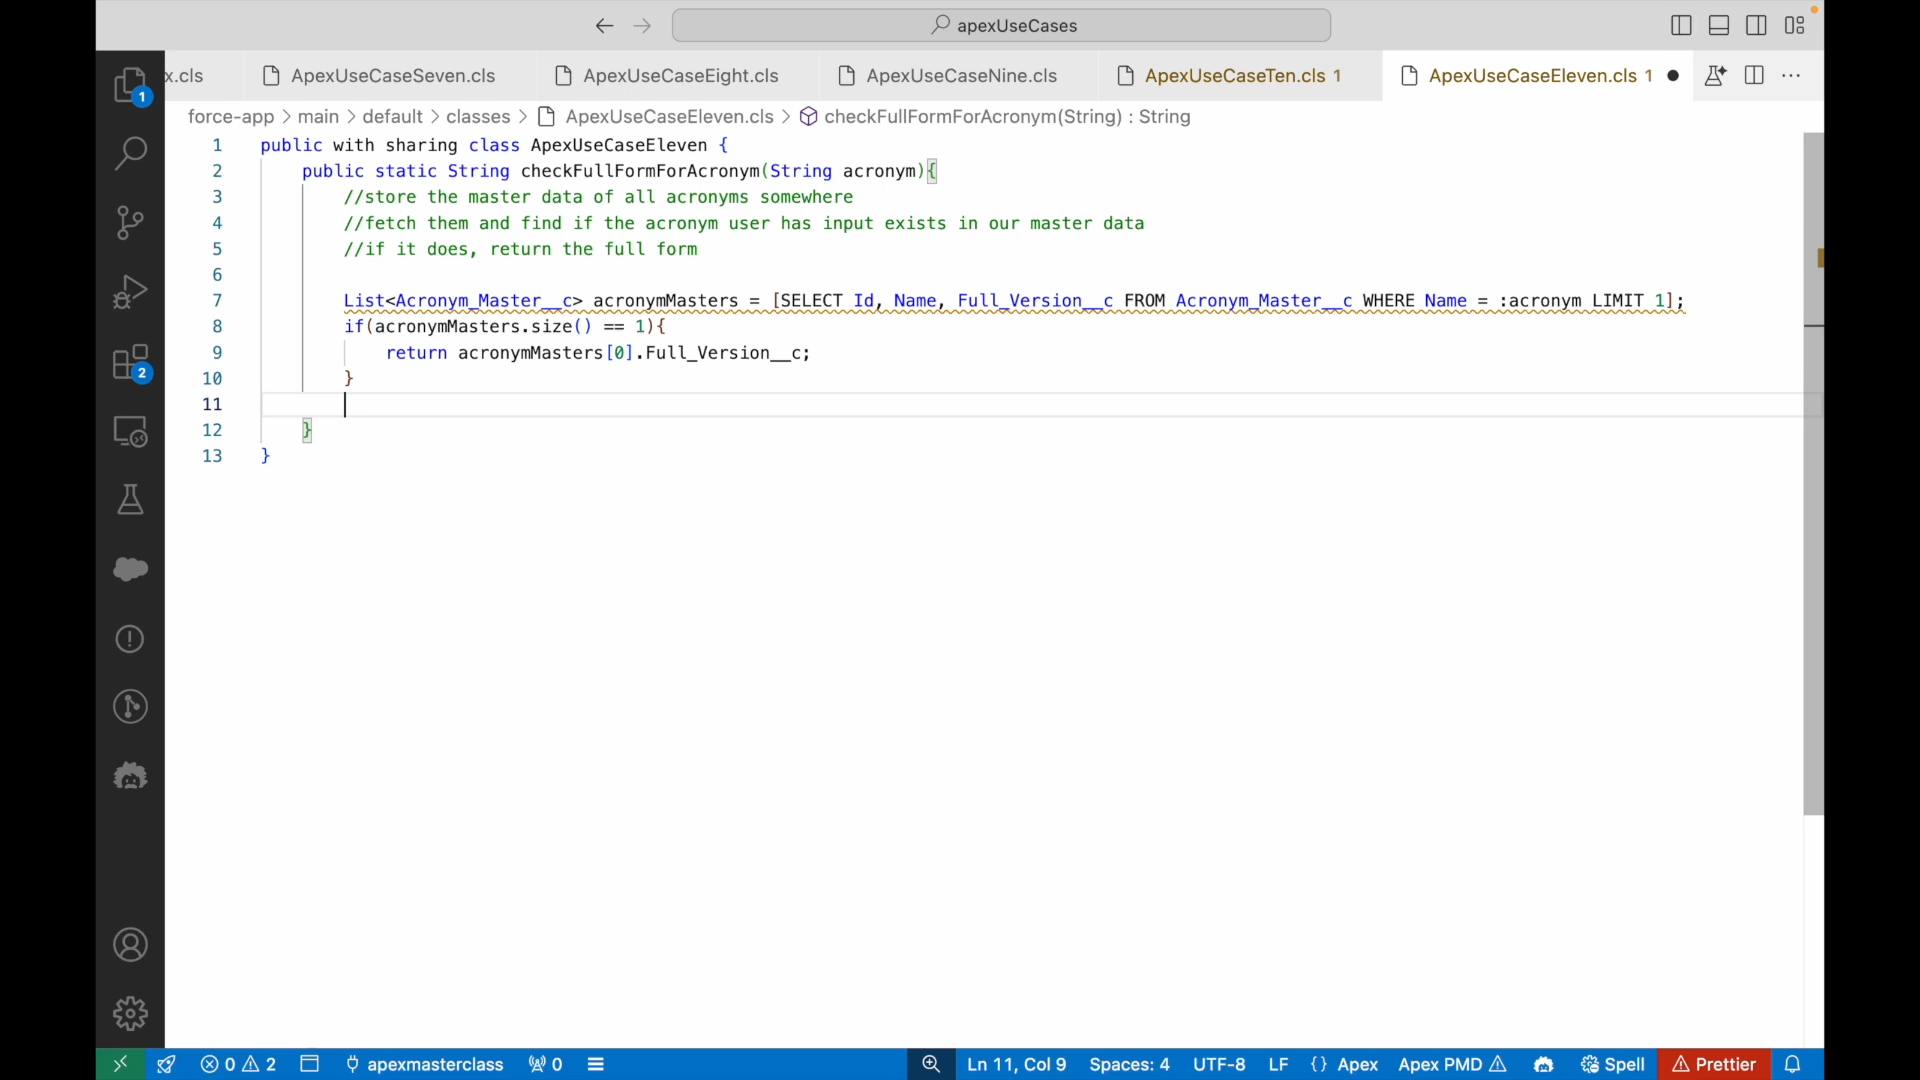 apexUseCases
x.cls
ApexUseCaseSeven.cls
ApexUseCaseEight.cls
ApexUseCaseNine.cls
ApexUseCaseTen.cls 1
ApexUseCaseEleven.cls 1
force-app > main > default > classes > ApexUseCaseEleven.cls > checkFullFormForAcronym(String) : String
1 public with sharing class ApexUseCaseEleven {
2 public static String checkFullFormForAcronym(String acronym){
3 //store the master data of all acronyms somewhere
4 //fetch them and find if the acronym user has input exists in our master data
5 //if it does, return the full form
6
7 List<Acronym_Master__c> acronymMasters = [SELECT Id, Name, Full_Version__c FROM Acronym_Master__c WHERE Name = :acronym LIMIT 1];
8 if(acronymMasters.size() == 1){
9 return acronymMasters[0].Full_Version__c;
10 }
11
12 }
13 }
1
2
0 2 apexmasterclass 0 Ln 11, Col 9 Spaces: 4 UTF-8 LF {} Apex Apex PMD Spell Prettier